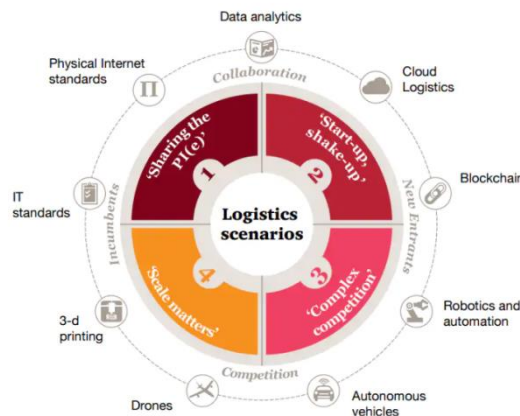 Data analytics
Physical Internet
standards
Π
Collaboration
Cloud
Logistics
'Sharing the
PI(e)'
1
'Start-up,
shake-up'
2
IT
standards
Incumbents
Logistics
scenarios
New Entrants
Blockchain
4
'Scale matters'
3
'Complex
competition'
3-d
printing
Robotics and
automation
Competition
Drones
Autonomous
vehicles